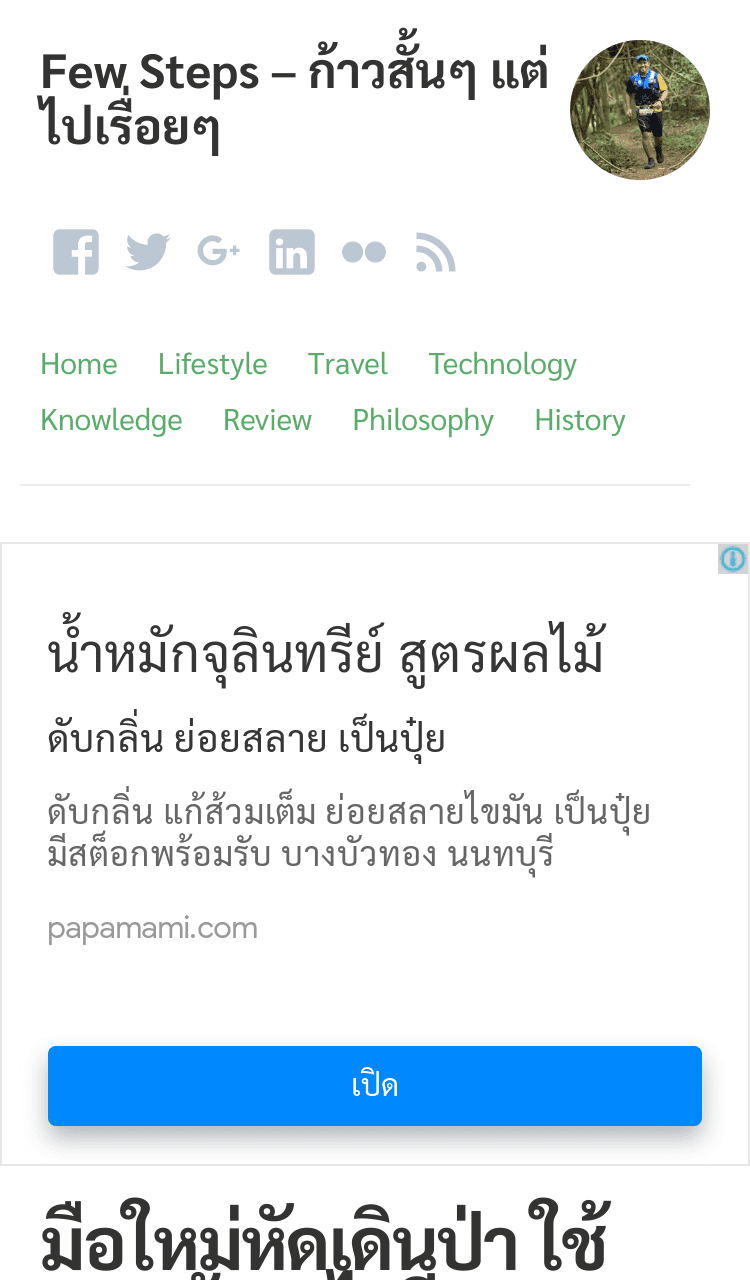 Few Steps – ก้าวสั้นๆ แต่
ไปเรื่อยๆ
Home Lifestyle Travel Technology
Knowledge Review Philosophy History
น้ำหมักจุลินทรีย์ สูตรผลไม้
ดับกลิ่น ย่อยสลาย เป็นปุ๋ย
ดับกลิ่น แก้ส้วมเต็ม ย่อยสลายไขมัน เป็นปุ๋ย
มีสต็อกพร้อมรับ บางบัวทอง นนทบุรี
papamami.com
เปิด
มือใหม่หัดเดินป่า ใช้